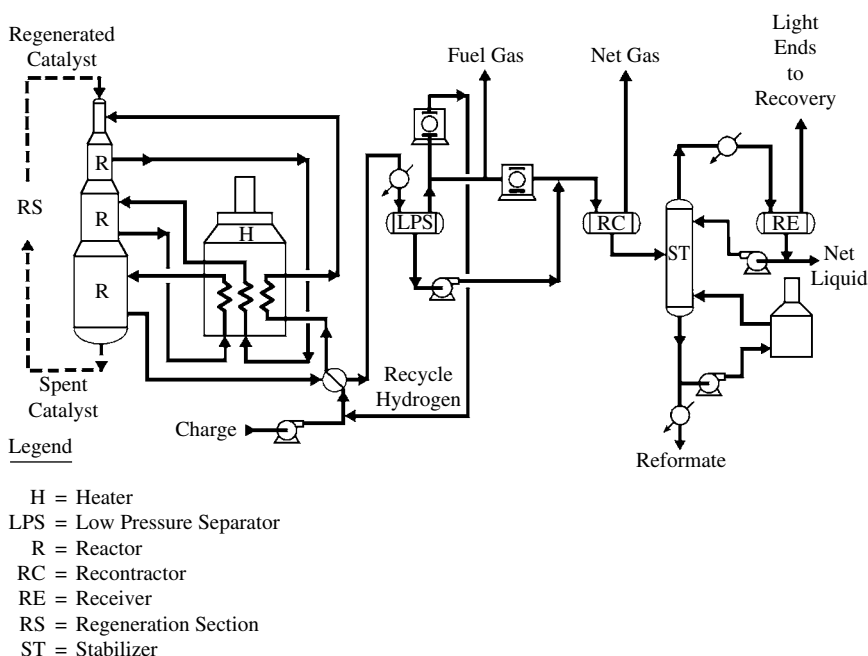 Regenerated
Catalyst
Fuel Gas
Net Gas
Light
Ends
to
Recovery
R
RS
R
H
LPS
RC
RE
R
ST
Net
Liquid
Spent
Catalyst
Recycle
Hydrogen
Charge
Reformate
Legend
H = Heater
LPS = Low Pressure Separator
R = Reactor
RC = Recontractor
RE = Receiver
RS = Regeneration Section
ST = Stabilizer